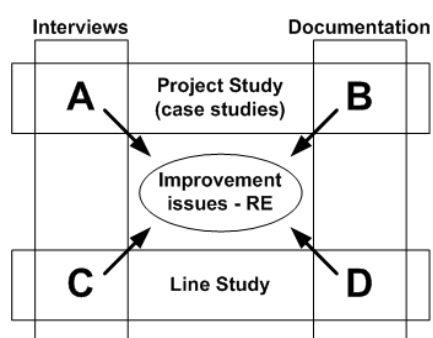 Interviews
Documentation
A
Project Study
(case studies)
B
Improvement
issues - RE
C
Line Study
D